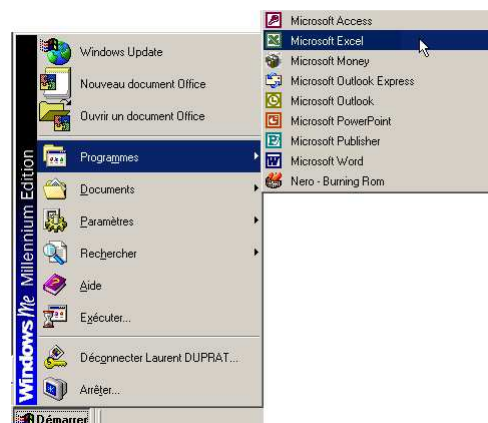 Windows Update
Nouveau document Office
Ouvrir un document Office
Programmes
Documents
Paramètres
Rechercher
Aide
Exécuter...
Déconnecter Laurent DUPRAT...
Arrêter...
Windows Me Millennium Edition
Démarrer
Microsoft Access
Microsoft Excel
Microsoft Money
Microsoft Outlook Express
Microsoft Outlook
Microsoft PowerPoint
Microsoft Publisher
Microsoft Word
Nero - Burning Rom